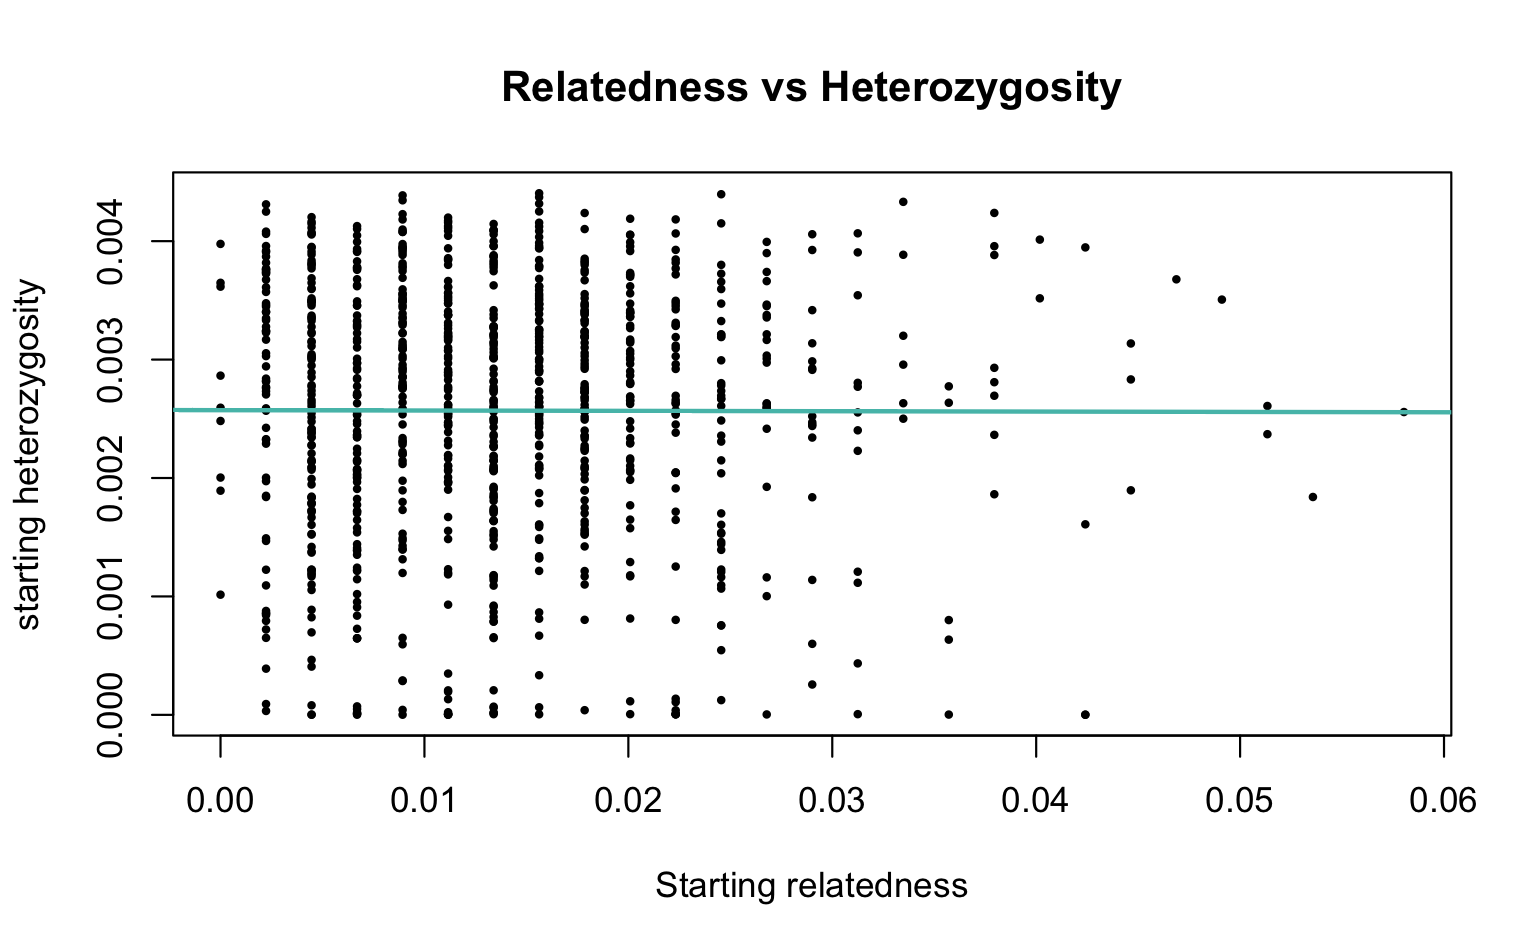 Relatedness vs Heterozygosity
starting heterozygosity
0.004
0.003
0.002
0.001
0.000
0.00 0.01 0.02 0.03 0.04 0.05 0.06
Starting relatedness